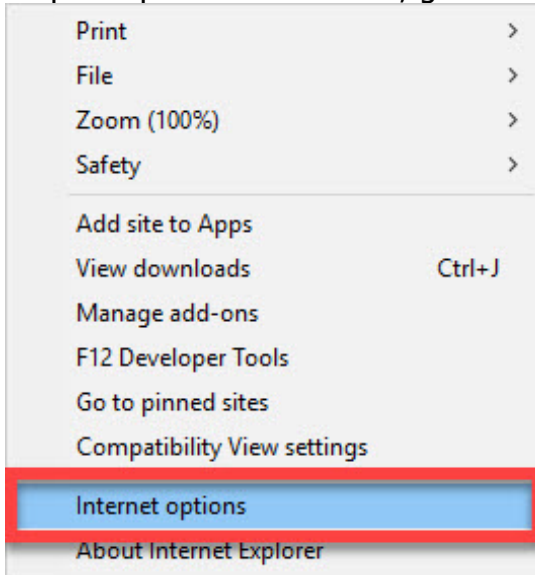 Print >
File >
Zoom (100%) >
Safety >
Add site to Apps
View downloads Ctrl+J
Manage add-ons
F12 Developer Tools
Go to pinned sites
Compatibility View settings
Internet options
About Internet Explorer